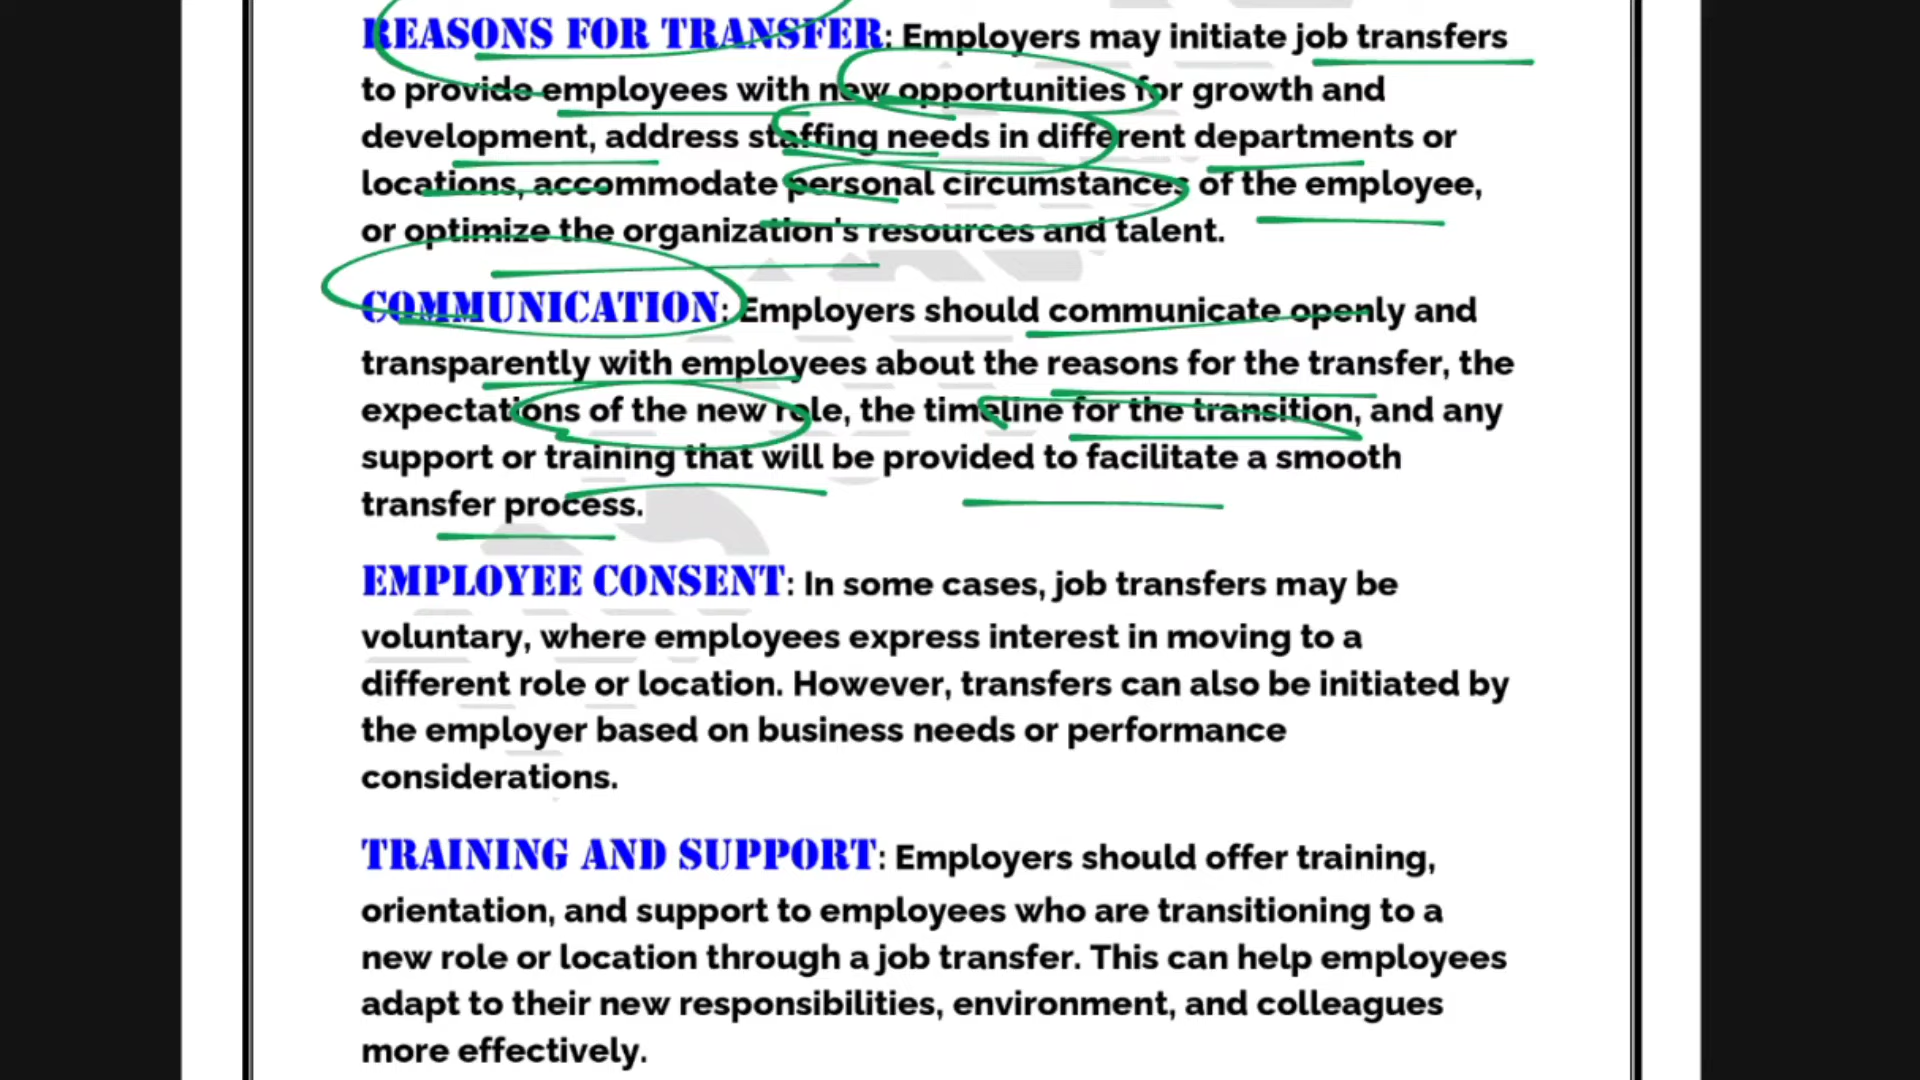 REASONS FOR TRANSFER: Employers may initiate job transfers
to provide employees with new opportunities for growth and
development, address staffing needs in different departments or
locations, accommodate personal circumstances of the employee,
or optimize the organization's resources and talent.
COMMUNICATION: Employers should communicate openly and
transparently with employees about the reasons for the transfer, the
expectations of the new role, the timeline for the transition, and any
support or training that will be provided to facilitate a smooth
transfer process.
EMPLOYEE CONSENT: In some cases, job transfers may be
voluntary, where employees express interest in moving to a
different role or location. However, transfers can also be initiated by
the employer based on business needs or performance
considerations.
TRAINING AND SUPPORT: Employers should offer training,
orientation, and support to employees who are transitioning to a
new role or location through a job transfer. This can help employees
adapt to their new responsibilities, environment, and colleagues
more effectively.